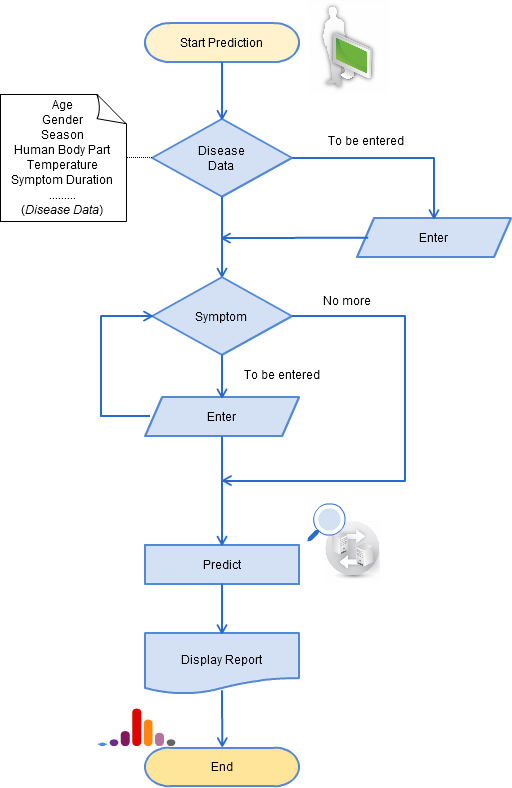 Start Prediction
Age
Gender
Season
Human Body Part
Temperature
Symptom Duration
.........
(Disease Data)
Disease
Data
To be entered
Enter
Symptom
No more
To be entered
Enter
Predict
Display Report
End